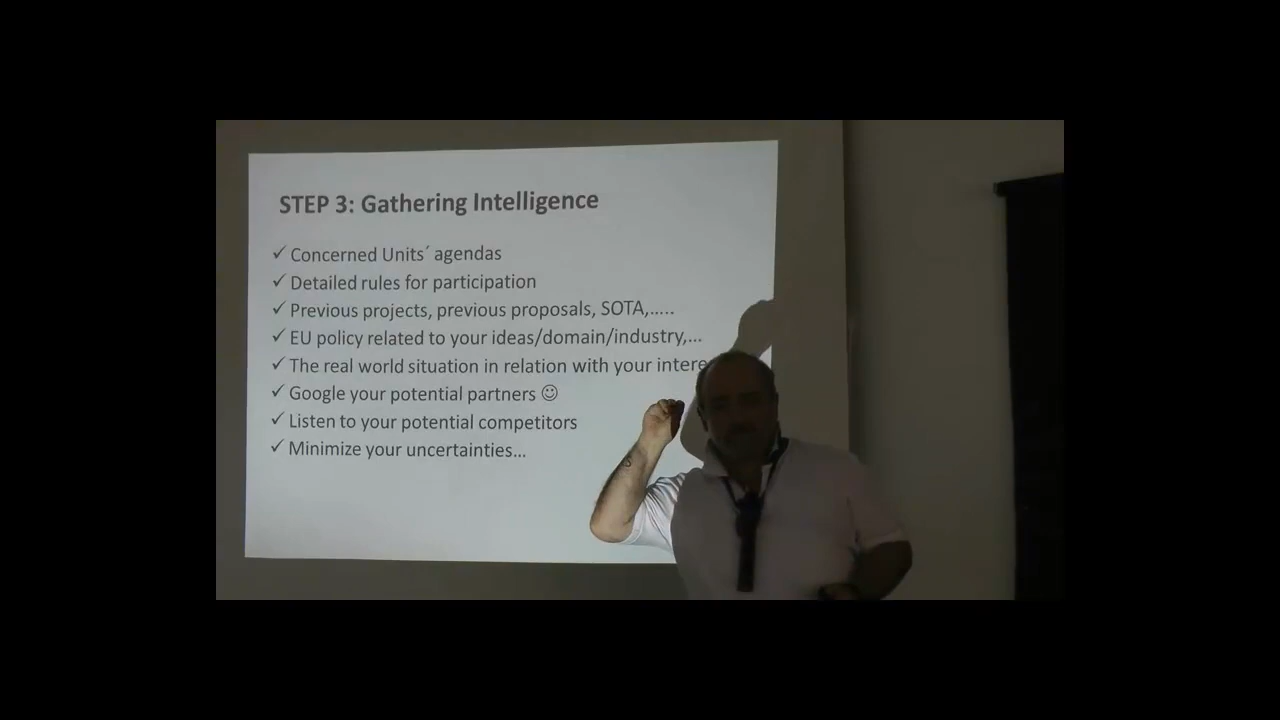 STEP 3: Gathering Intelligence
✓ Concerned Units´ agendas
✓ Detailed rules for participation
✓ Previous projects, previous proposals, SOTA,…..
✓ EU policy related to your ideas/domain/industry,…
✓ The real world situation in relation with your
✓ Google your potential partners ☺
✓ Listen to your potential competitors
✓ Minimize your uncertainties…